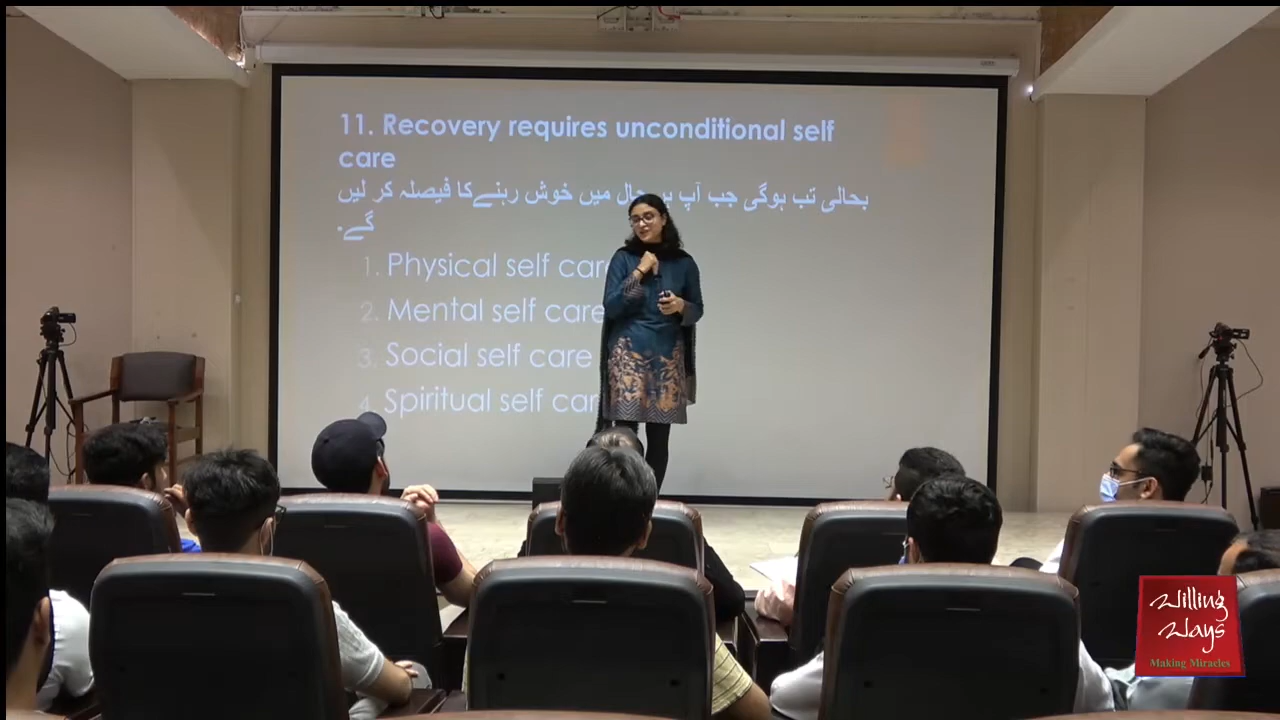 11. Recovery requires unconditional self
care
بحالی تب ہوگی جب آپ ہر حال میں خوش رہنے کا فیصلہ کر لیں
گے۔
1. Physical self car
2. Mental self care
3. Social self care
4. Spiritual self car
Willing
Ways
Making Miracles